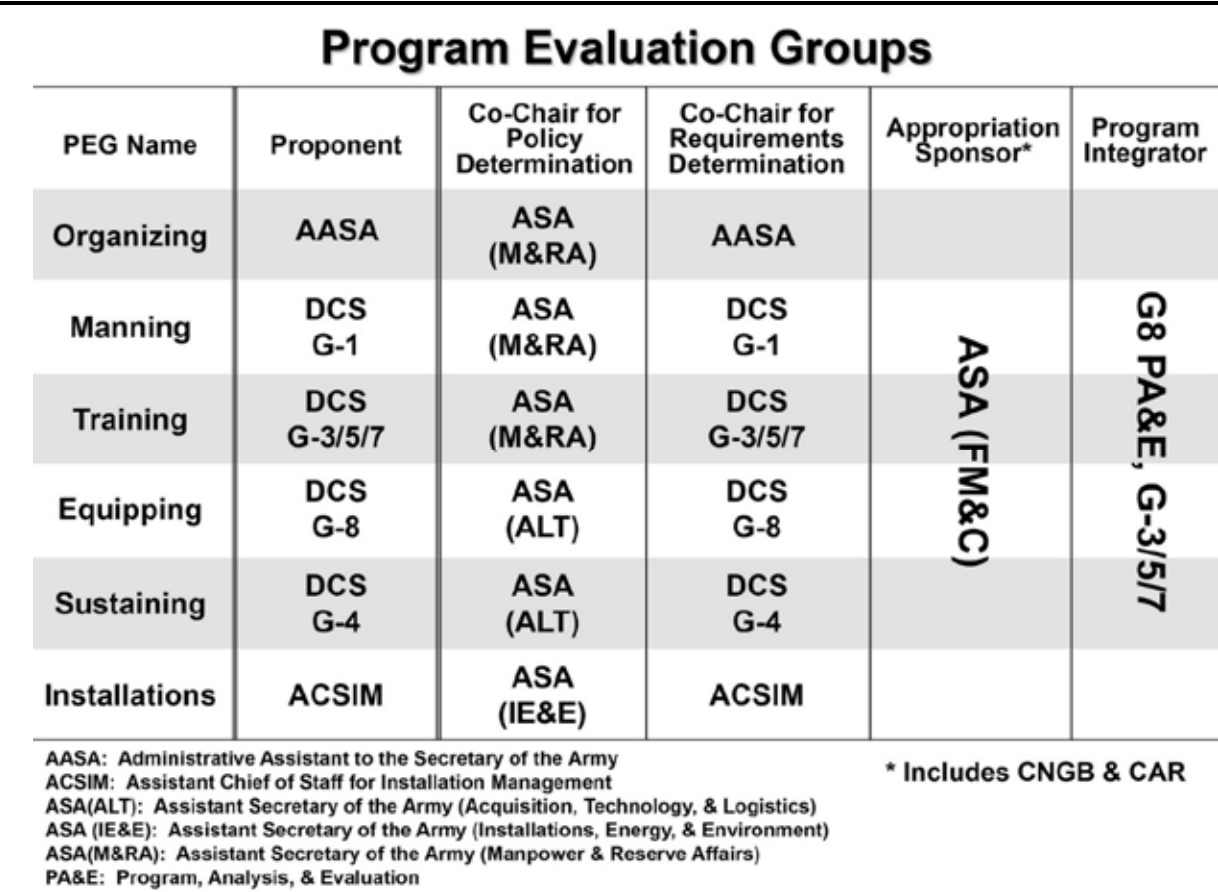 Program Evaluation Groups
PEG Name
Proponent
Co-Chair for
Policy
Determination
Co-Chair for
Requirements
Determination
Appropriation
Sponsor*
Program
Integrator
Organizing
AASA
ASA
(M&RA)
AASA
Manning
DCS
G-1
ASA
(M&RA)
DCS
G-1
Training
DCS
G-3/5/7
ASA
(M&RA)
DCS
G-3/5/7
Equipping
DCS
G-8
ASA
(ALT)
DCS
G-8
Sustaining
DCS
G-4
ASA
(ALT)
DCS
G-4
Installations
ACSIM
ASA
(IE&E)
ACSIM
ASA (FM&C)
G8 PA&E, G-3/5/7
AASA: Administrative Assistant to the Secretary of the Army
ACSIM: Assistant Chief of Staff for Installation Management
ASA(ALT): Assistant Secretary of the Army (Acquisition, Technology, & Logistics)
ASA (IE&E): Assistant Secretary of the Army (Installations, Energy, & Environment)
ASA(M&RA): Assistant Secretary of the Army (Manpower & Reserve Affairs)
PA&E: Program, Analysis, & Evaluation
* Includes CNGB & CAR